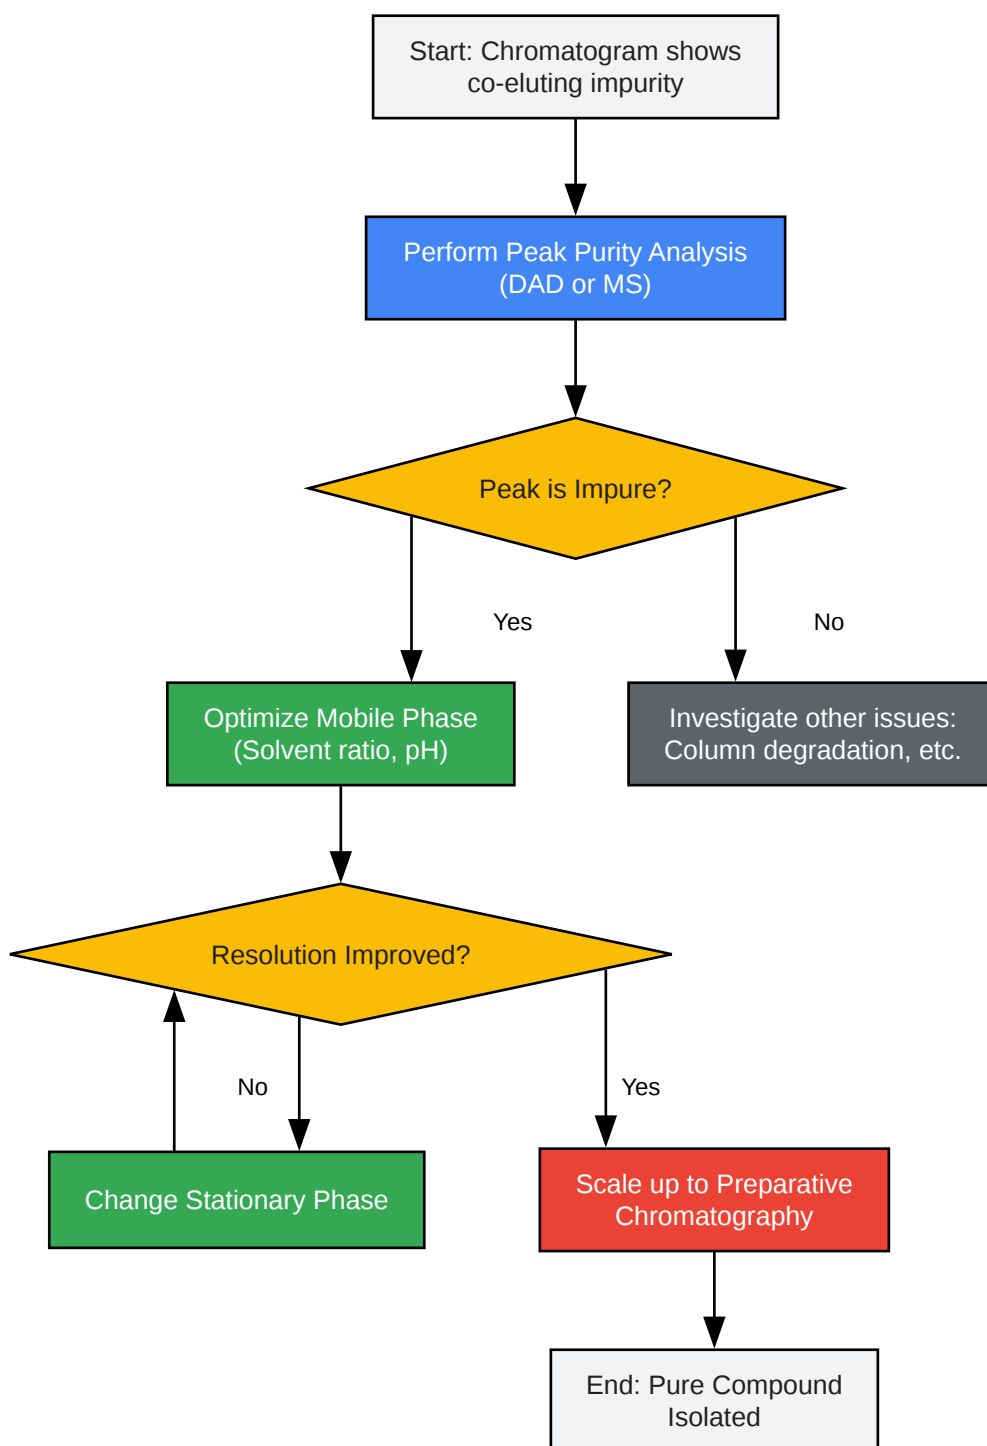 Start: Chromatogram shows
co-eluting impurity
Perform Peak Purity Analysis
(DAD or MS)
Peak is Impure?
Yes
No
Optimize Mobile Phase
(Solvent ratio, pH)
Investigate other issues:
Column degradation, etc.
Resolution Improved?
No
Yes
Change Stationary Phase
Scale up to Preparative
Chromatography
End: Pure Compound
Isolated